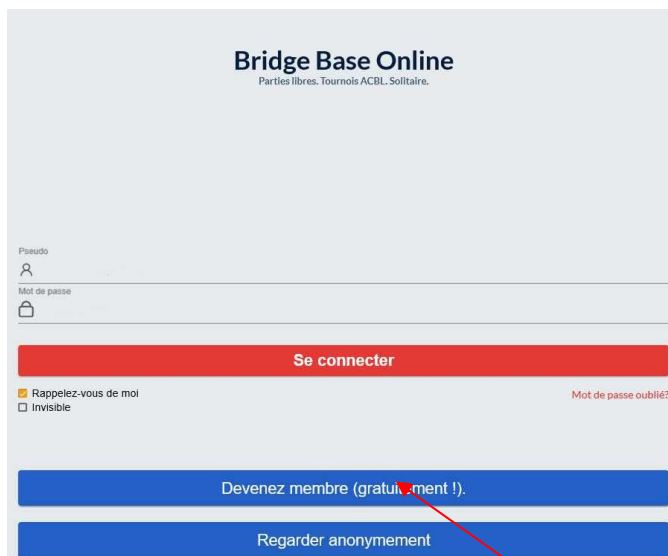 Bridge Base Online
Parties libres. Tournois ACBL. Solitaire.
Pseudo
Mot de passe
Se connecter
Rappelez-vous de moi
Mot de passe oublié?
Invisible
Devenez membre (gratuitement !).
Regarder anonymement